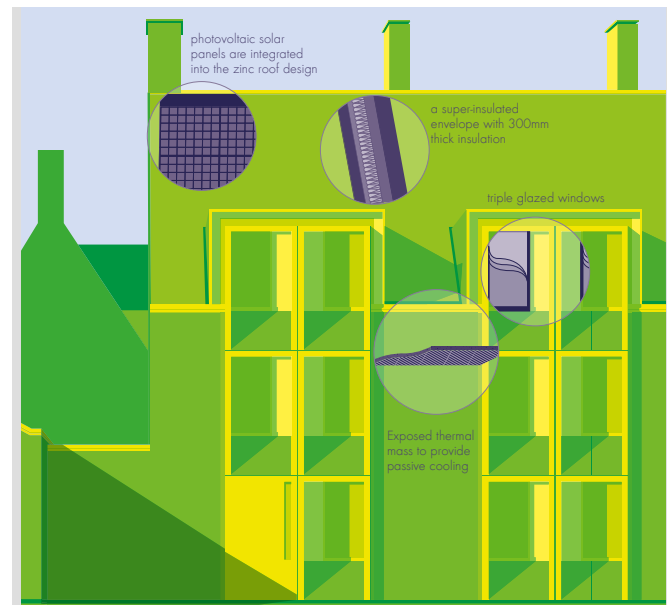 photovoltaic solar
panels are integrated
into the zinc roof design
a super-insulated
envelope with 300mm
thick insulation
triple glazed windows
Exposed thermal
mass to provide
passive cooling